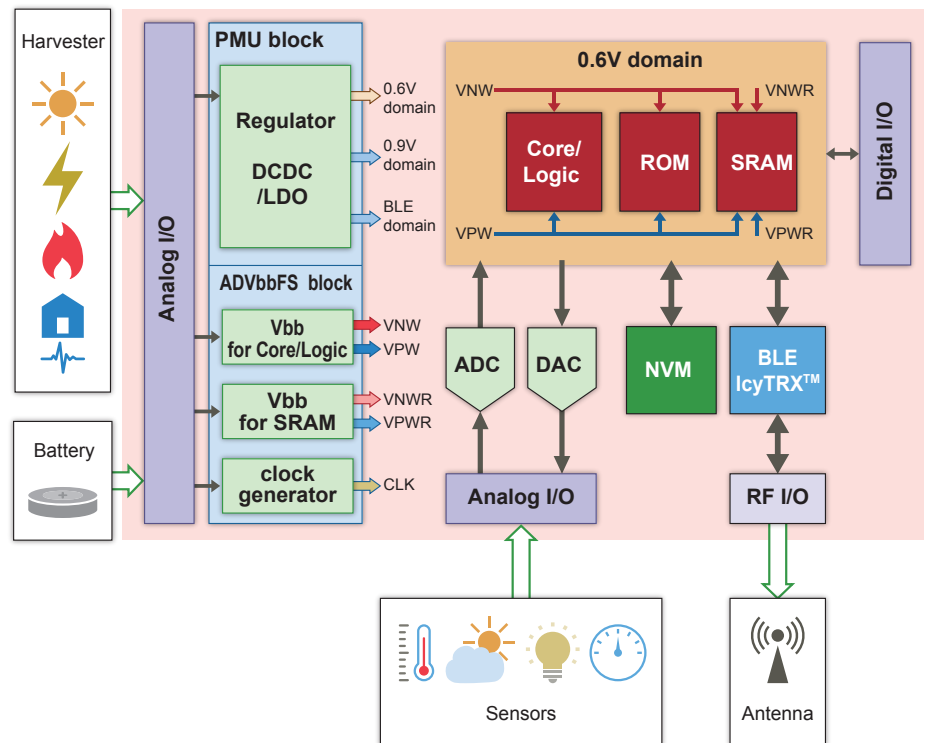 Harvester
Battery
Analog I/O
PMU block
Regulator
DCDC
/LDO
0.6V
domain
0.9V
domain
BLE
domain
ADVbbFS block
Vbb
for Core/Logic
VNW
VPW
Vbb
for SRAM
VNWR
VPWR
clock
generator
CLK
0.6V domain
VNW
VNWR
Core/
Logic
ROM
SRAM
VPW
VPWR
Digital I/O
ADC
DAC
NVM
BLE
IcyTRX™
Analog I/O
RF I/O
Sensors
Antenna